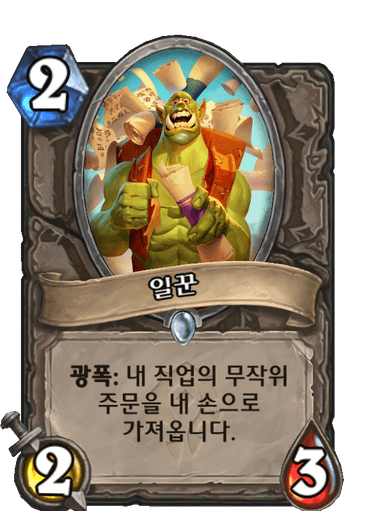 2
일꾼
광폭: 내 직업의 무작위
주문을 내 손으로
가져옵니다.
2
3